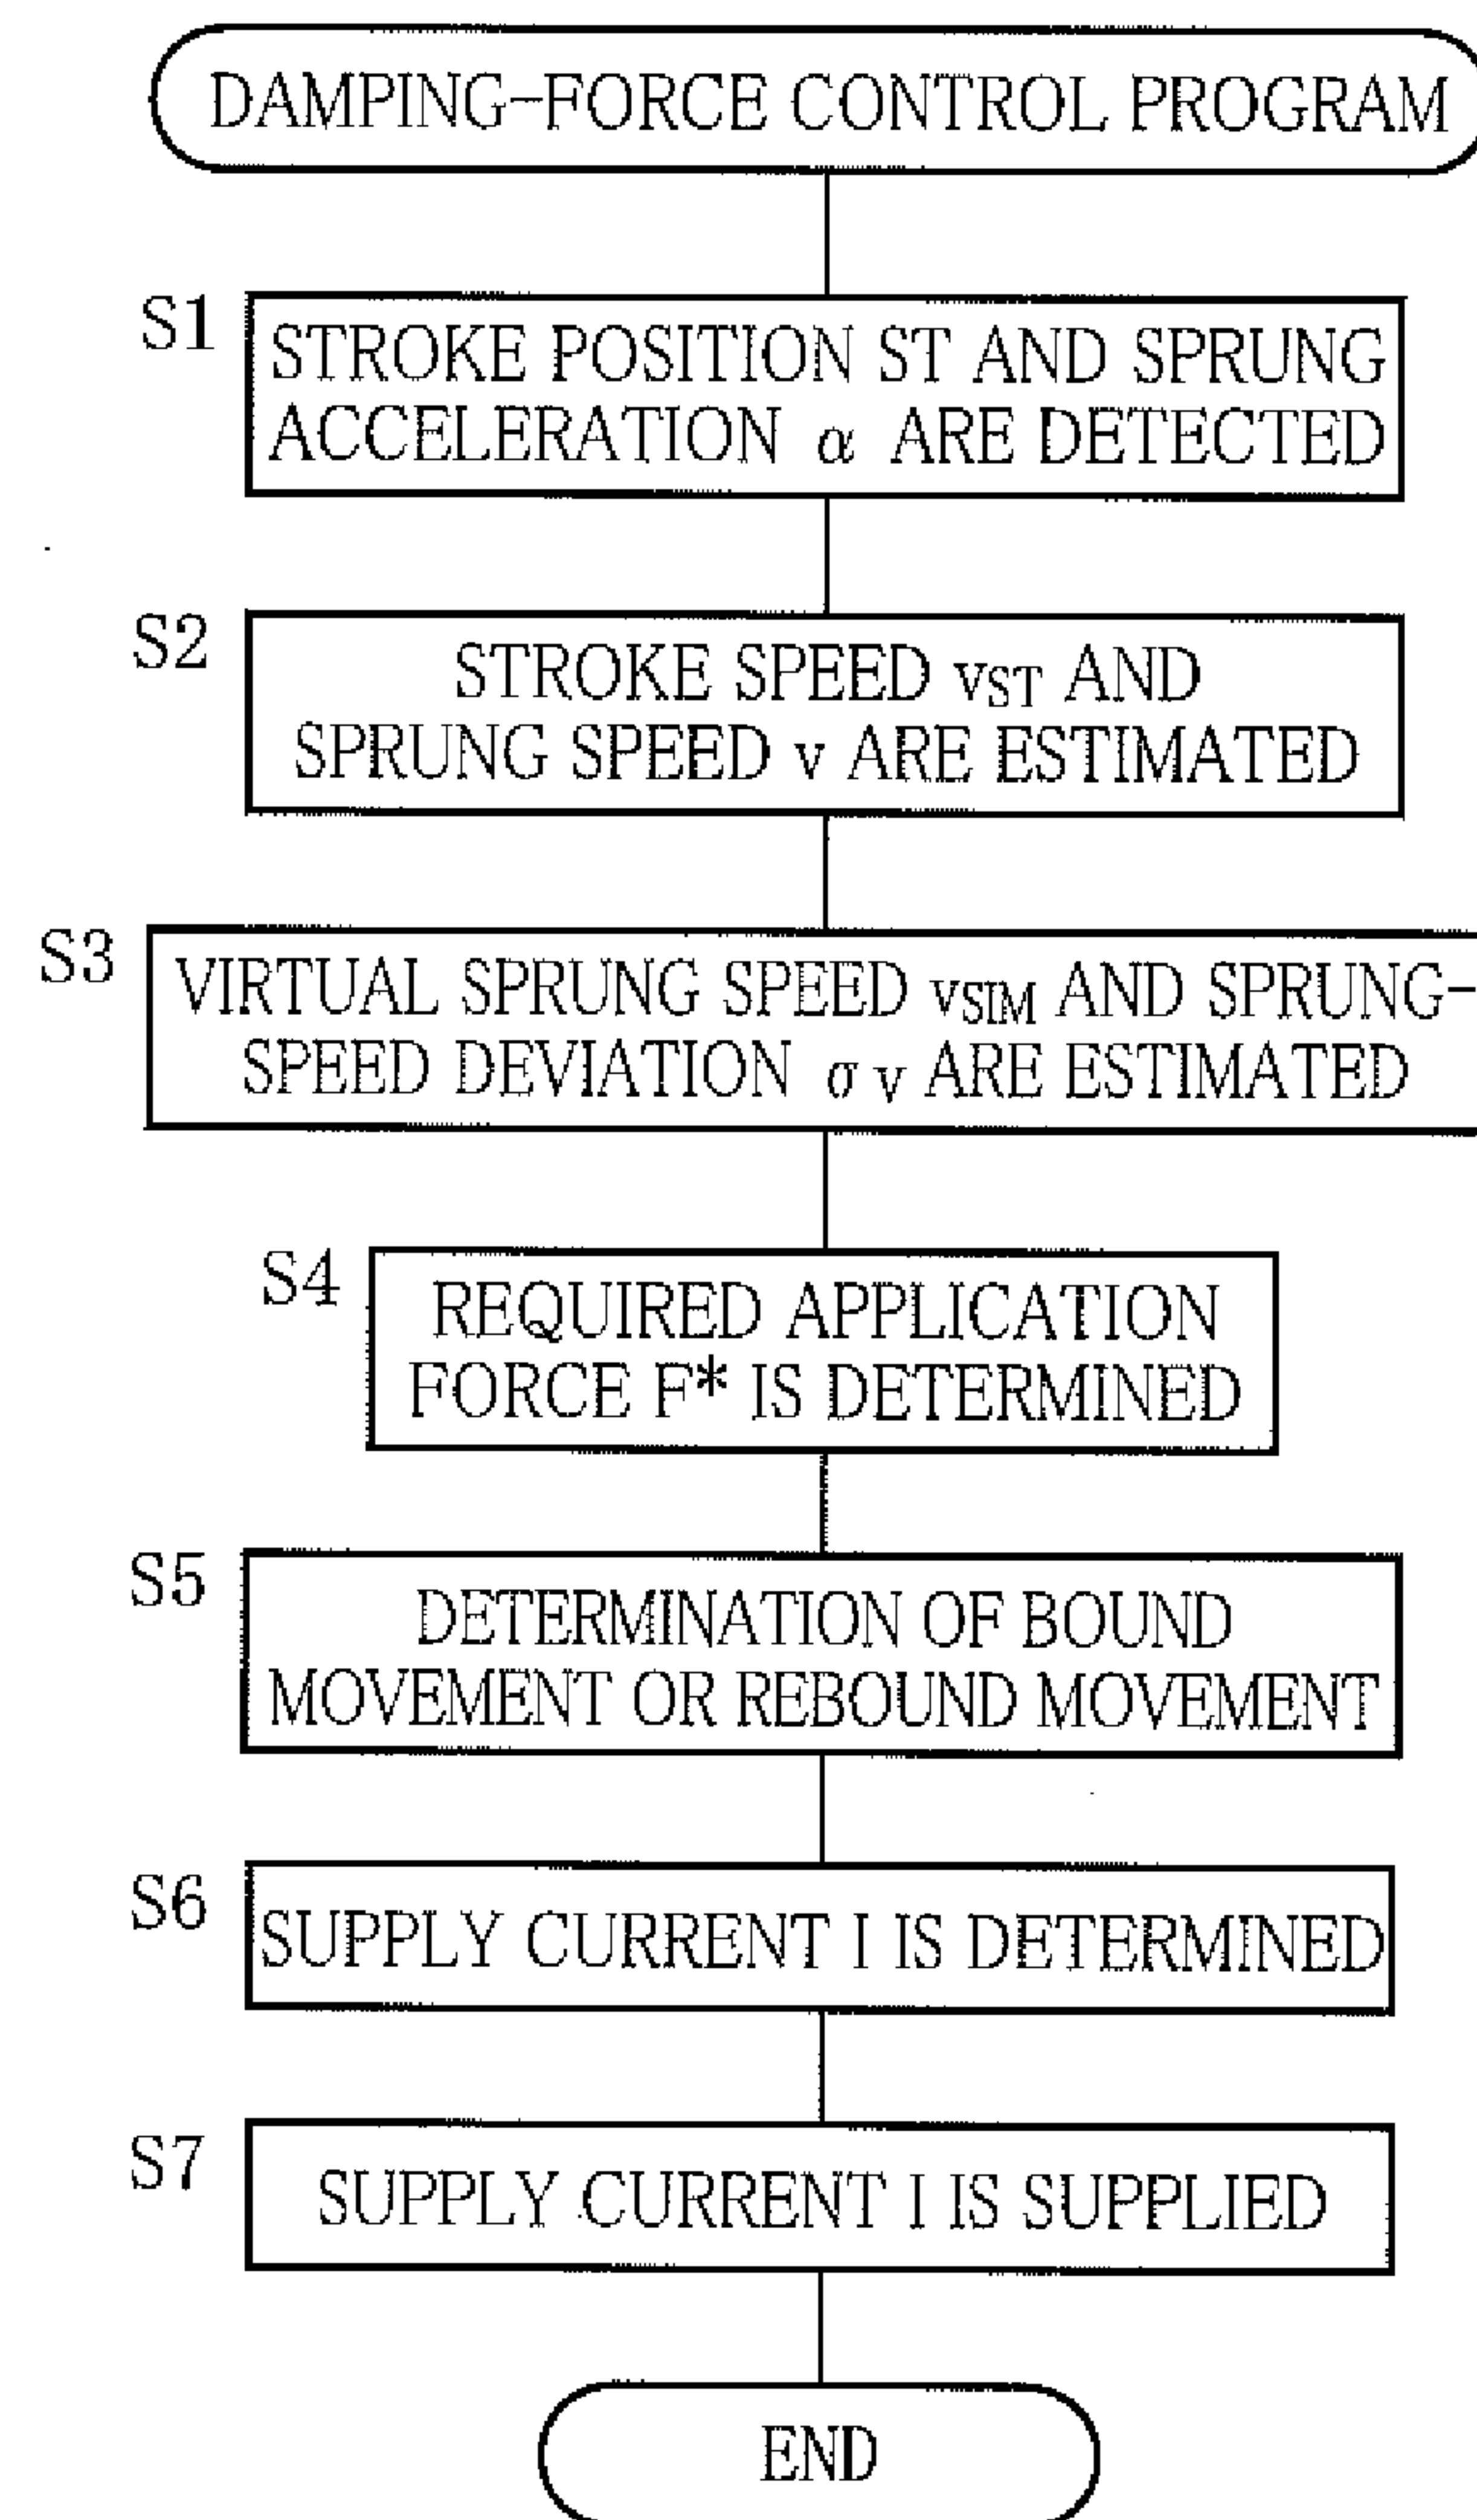 DAMPING-FORCE CONTROL PROGRAM
S1
STROKE POSITION ST AND SPRUNG
ACCELERATION α ARE DETECTED
S2
STROKE SPEED vST AND
SPRUNG SPEED v ARE ESTIMATED
S3
VIRTUAL SPRUNG SPEED vSIM AND SPRUNG-
SPEED DEVIATION σv ARE ESTIMATED
S4
REQUIRED APPLICATION
FORCE F* IS DETERMINED
S5
DETERMINATION OF BOUND
MOVEMENT OR REBOUND MOVEMENT
S6
SUPPLY CURRENT I IS DETERMINED
S7
SUPPLY CURRENT I IS SUPPLIED
END